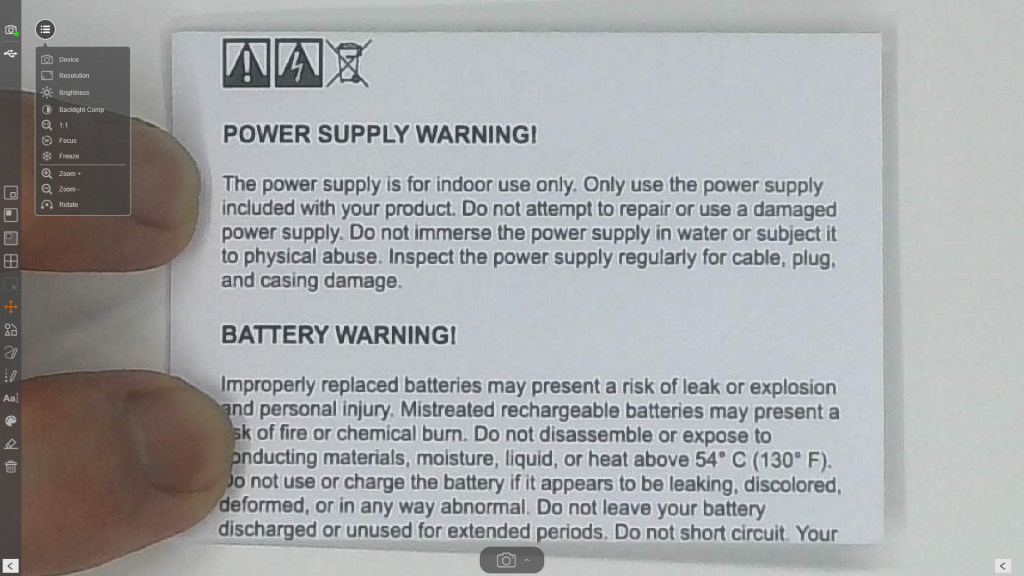 Device
Resolution
Brightness
Backlight Comp
1:1
Focus
Freeze
Zoom +
Zoom -
Rotate
Aa
POWER SUPPLY WARNING!
The power supply is for indoor use only. Only use the power supply
included with your product. Do not attempt to repair or use a damaged
power supply. Do not immerse the power supply in water or subject it
to physical abuse. Inspect the power supply regularly for cable, plug,
and casing damage.
BATTERY WARNING!
Improperly replaced batteries may present a risk of leak or explosion
and personal injury. Mistreated rechargeable batteries may present a
sk of fire or chemical burn. Do not disassemble or expose to
onducting materials, moisture, liquid, or heat above 54° C (130° F).
Do not use or charge the battery if it appears to be leaking, discolored,
deformed, or in any way abnormal. Do not leave your battery
discharged or unused for extended periods. Do not short circuit. Your